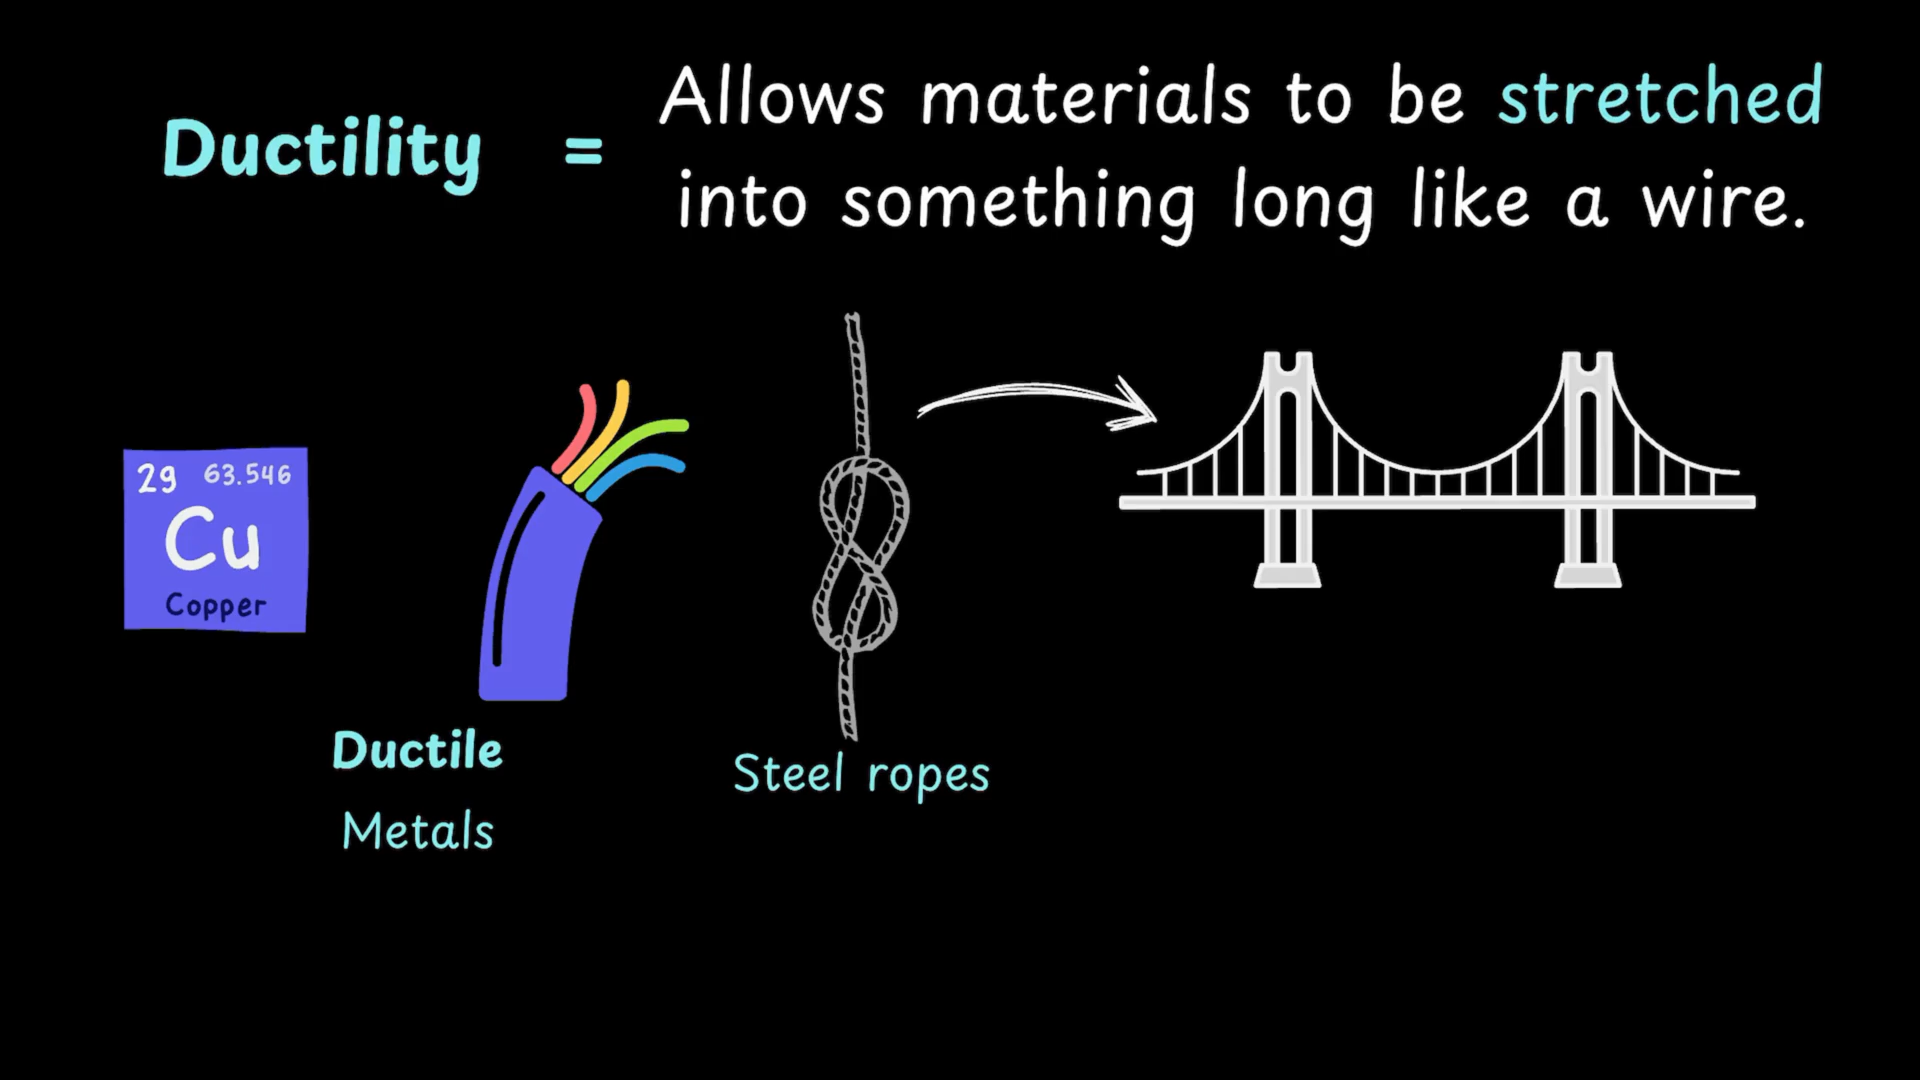 Ductility = Allows materials to be stretched
into something long like a wire.
29 63.546
Cu
Copper
Ductile
Metals
Steel ropes